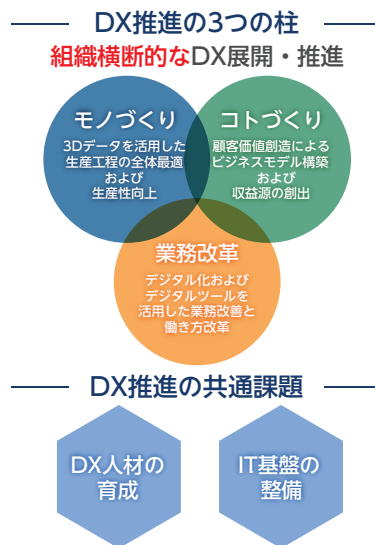 DX推進の3つの柱
組織横断的なDX展開・推進
モノづくり
3Dデータを活用した
生産工程の全体最適
および
生産性向上
コトづくり
顧客価値創造による
ビジネスモデル構築
および
収益源の創出
業務改革
デジタル化および
デジタルツールを
活用した業務改善と
働き方改革
DX推進の共通課題
DX人材の
育成
IT基盤の
整備